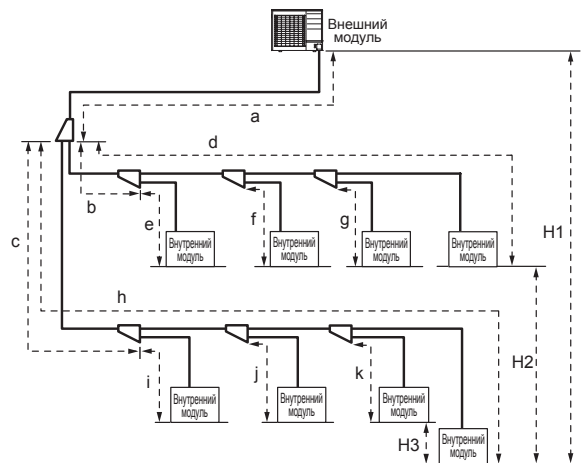 Внешний
модуль
a
d
b
e
f
g
c
H1
Внутренний
модуль
Внутренний
модуль
Внутренний
модуль
Внутренний
модуль
h
H2
i
j
k
Внутренний
модуль
Внутренний
модуль
Внутренний
модуль
H3
Внутренний
модуль